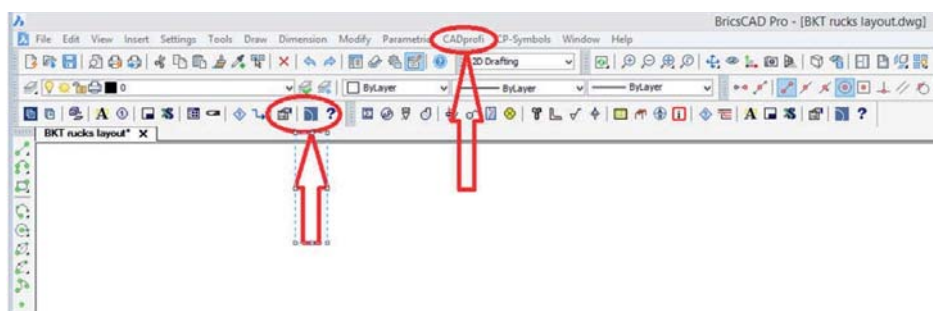 BricsCAD Pro - [BKT rucks layout.dwg]
File Edit View Insert Settings Tools Draw Dimension Modify Parametric CADprofi CP-Symbols Window Help
2D Drafting
0 ByLayer ByLayer ByLayer
BKT rucks layout* X